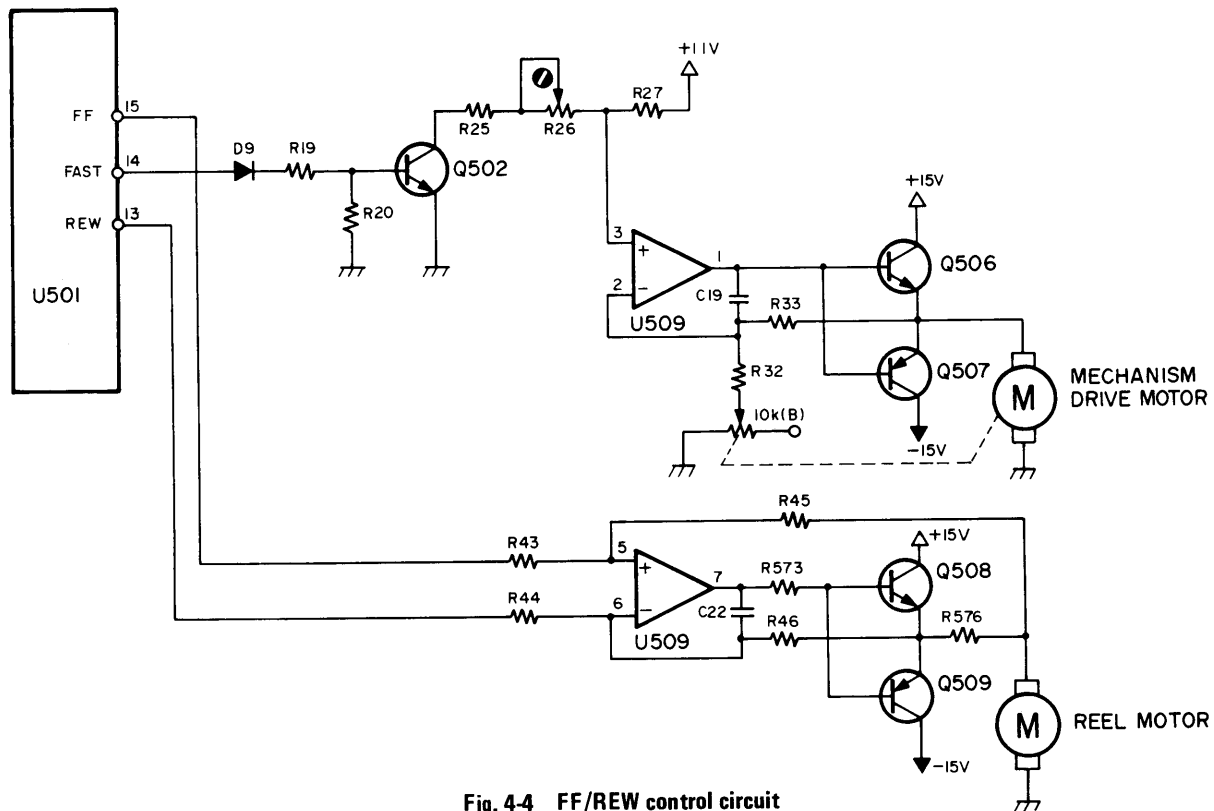 +11V
R27
R25
R26
FF
15
D9
R19
Q502
FAST
14
R20
REW
13
+15V
3
+
1
Q506
2
−
C19
R33
U501
U509
R32
Q507
MECHANISM
DRIVE MOTOR
M
10k(B)
−15V
R45
+15V
R43
5
+
R573
Q508
7
R44
6
−
C22
R46
R576
U509
Q509
M
REEL MOTOR
−15V
Fig. 4-4 FF/REW control circuit